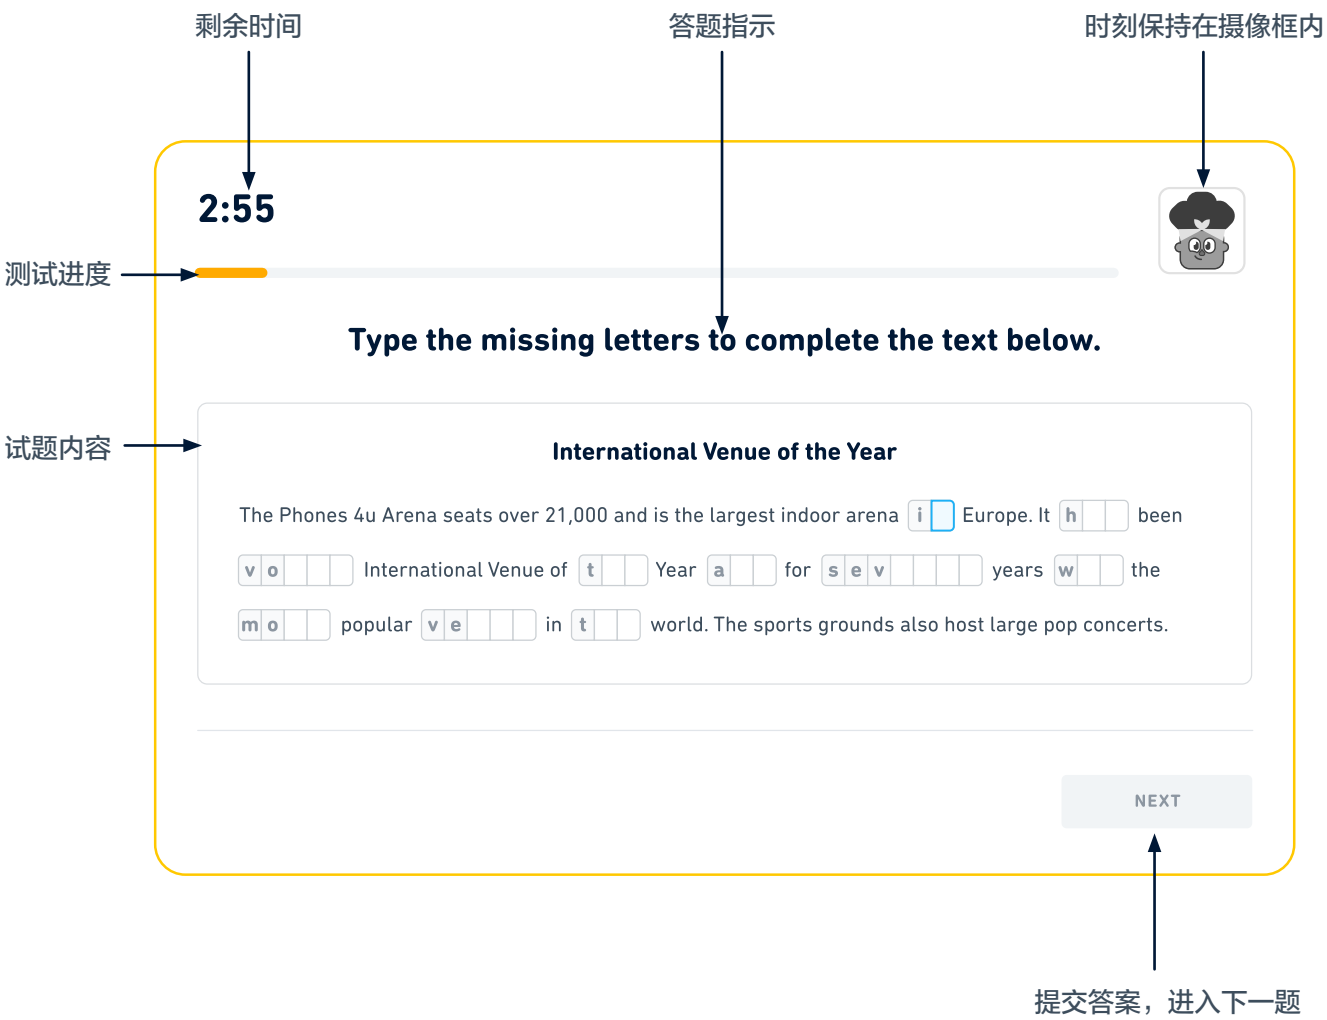 剩余时间
答题指示
时刻保持在摄像框内
2:55
测试进度
Type the missing letters to complete the text below.
试题内容
International Venue of the Year
The Phones 4u Arena seats over 21,000 and is the largest indoor arena i Europe. It h been
vo International Venue of t Year a for sev years w the
mo popular ve in t world. The sports grounds also host large pop concerts.
NEXT
提交答案，进入下一题